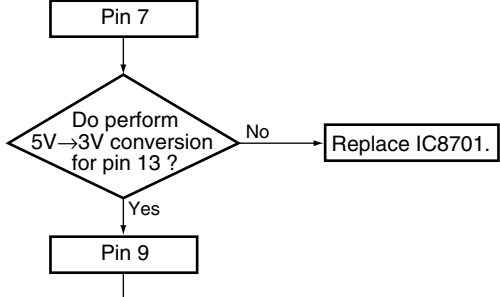 Pin 7
Do perform
5V→3V conversion
for pin 13 ?
No
Replace IC8701.
Yes
Pin 9